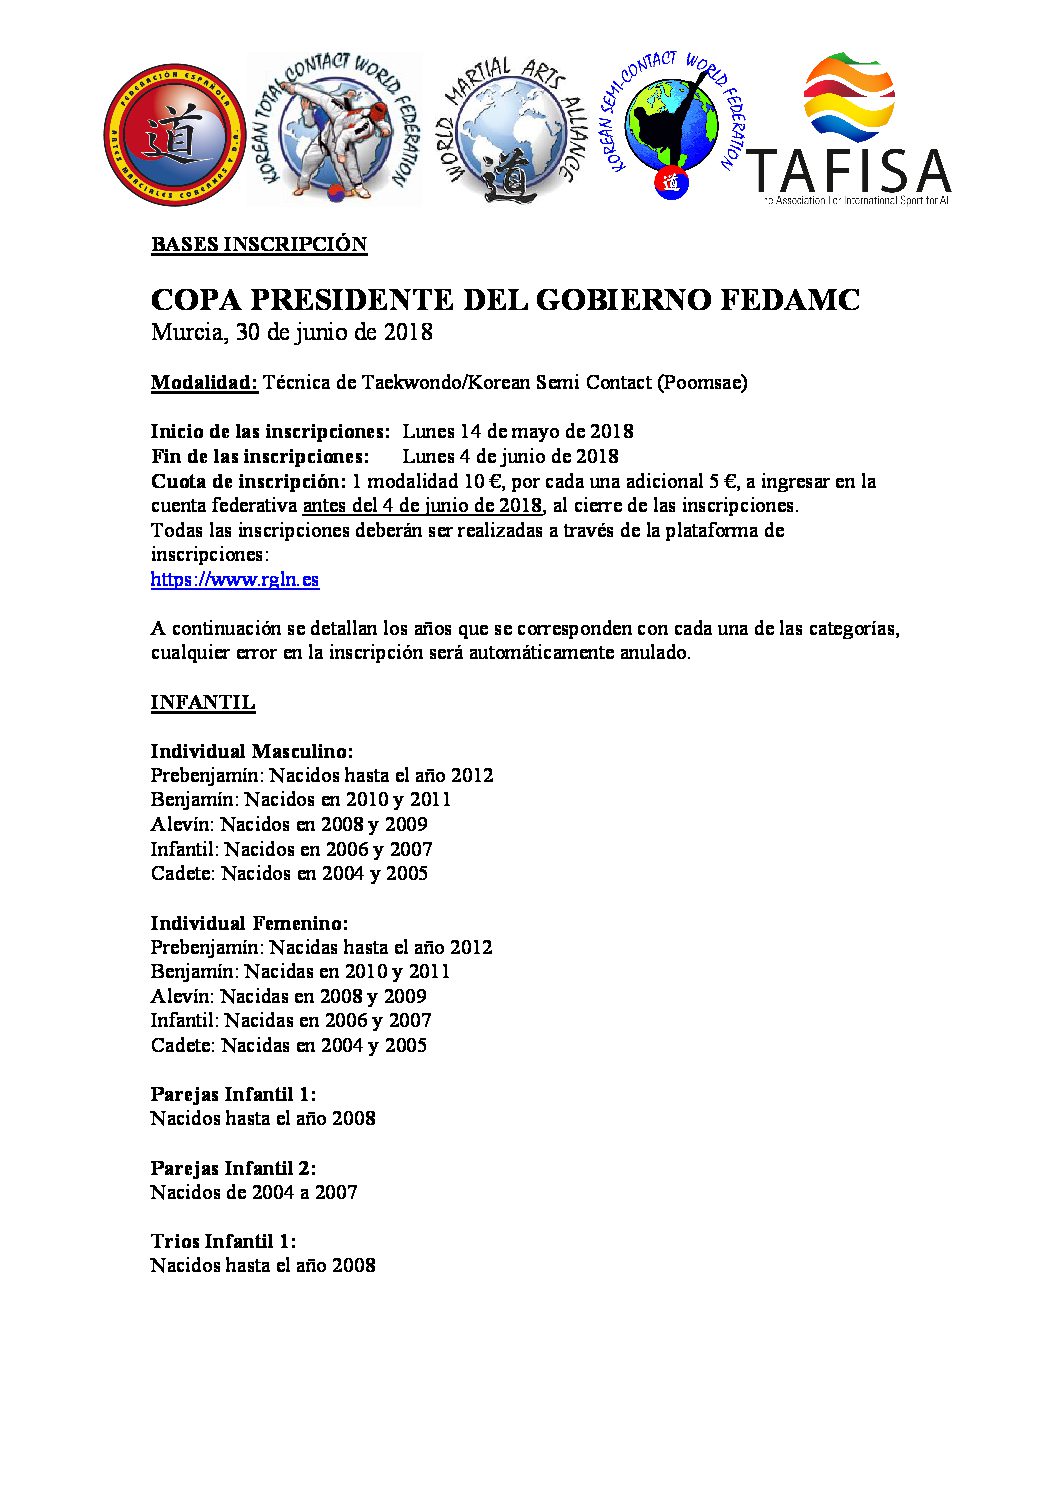 FEDERACIÓN ESPAÑOLA
ARTES MARCIALES COREANAS Y D.A.
道
KOREAN TOTAL CONTACT WORLD FEDERATION
WORLD MARTIAL ARTS ALLIANCE
道
KOREAN SEMI-CONTACT WORLD FEDERATION
道
TAFISA
he Association For International Sport for Al
BASES INSCRIPCIÓN
COPA PRESIDENTE DEL GOBIERNO FEDAMC
Murcia, 30 de junio de 2018
Modalidad: Técnica de Taekwondo/Korean Semi Contact (Poomsae)
Inicio de las inscripciones: Lunes 14 de mayo de 2018
Fin de las inscripciones: Lunes 4 de junio de 2018
Cuota de inscripción: 1 modalidad 10 €, por cada una adicional 5 €, a ingresar en la
cuenta federativa antes del 4 de junio de 2018, al cierre de las inscripciones.
Todas las inscripciones deberán ser realizadas a través de la plataforma de
inscripciones:
https://www.rgln.es
A continuación se detallan los años que se corresponden con cada una de las categorías,
cualquier error en la inscripción será automáticamente anulado.
INFANTIL
Individual Masculino:
Prebenjamín: Nacidos hasta el año 2012
Benjamín: Nacidos en 2010 y 2011
Alevín: Nacidos en 2008 y 2009
Infantil: Nacidos en 2006 y 2007
Cadete: Nacidos en 2004 y 2005
Individual Femenino:
Prebenjamín: Nacidas hasta el año 2012
Benjamín: Nacidas en 2010 y 2011
Alevín: Nacidas en 2008 y 2009
Infantil: Nacidas en 2006 y 2007
Cadete: Nacidas en 2004 y 2005
Parejas Infantil 1:
Nacidos hasta el año 2008
Parejas Infantil 2:
Nacidos de 2004 a 2007
Trios Infantil 1:
Nacidos hasta el año 2008